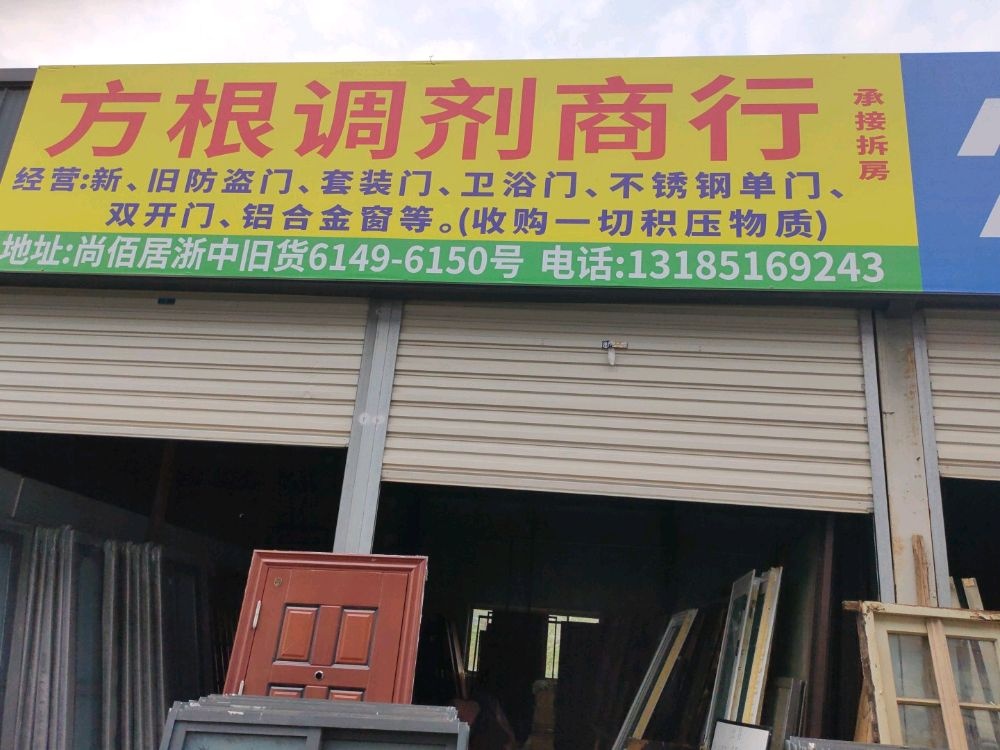 方根调剂商行
承接拆房
经营:新、旧防盗门、套装门、卫浴门、不锈钢单门、
双开门、铝合金窗等。(收购一切积压物质)
地址:尚佰居浙中旧货6149-6150号 电话:13185169243